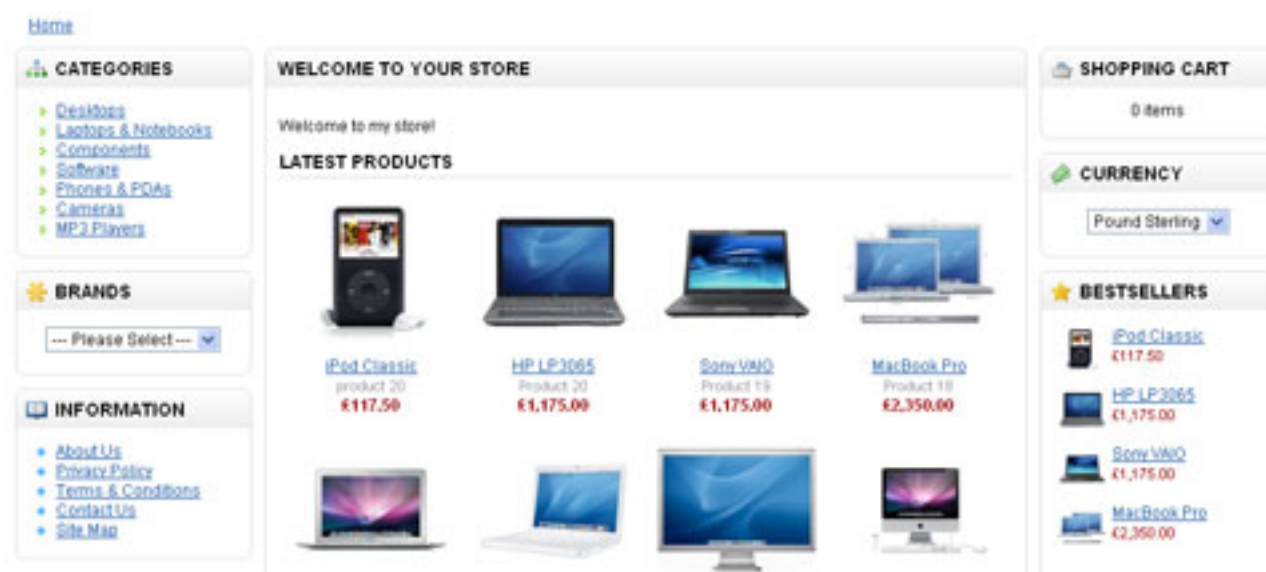 Home
CATEGORIES
Desktops
Laptops & Notebooks
Components
Software
Phones & PDAs
Cameras
MP3 Players
BRANDS
--- Please Select ---
INFORMATION
About Us
Privacy Policy
Terms & Conditions
Contact Us
Site Map
WELCOME TO YOUR STORE
Welcome to my store!
LATEST PRODUCTS
iPod Classic
product 20
£117.50
HP LP3065
Product 20
£1,175.00
Sony VAIO
Product 19
£1,175.00
MacBook Pro
Product 18
£2,350.00
SHOPPING CART
0 items
CURRENCY
Pound Sterling
BESTSELLERS
iPod Classic
£117.50
HP LP3065
£1,175.00
Sony VAIO
£1,175.00
MacBook Pro
£2,350.00